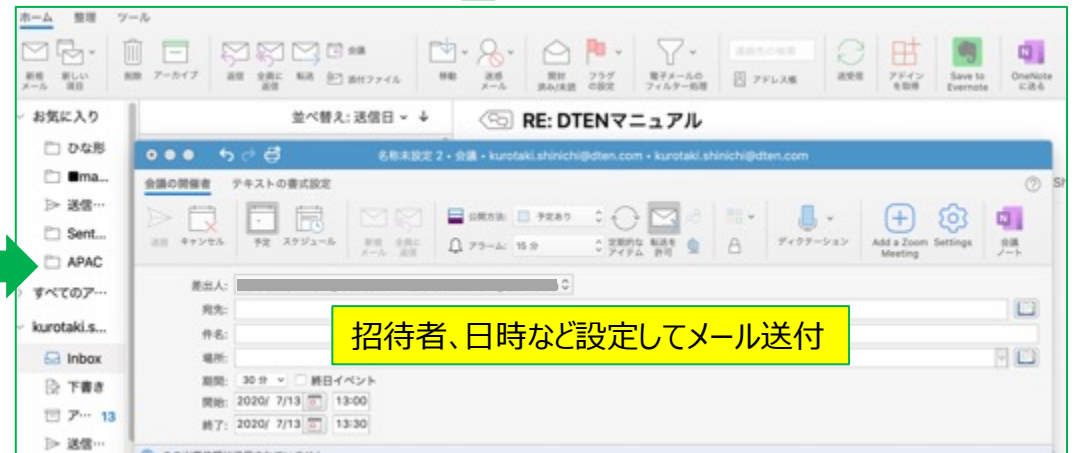 ホーム 整理 ツール
新規メール 新しい項目 削除 アーカイブ 返信 全員に返信 転送 会議 添付ファイル 移動 迷惑メール 開封済み/未読 フラグの設定 電子メールのフィルター処理 連絡先の検索 アドレス帳 送受信 アドインを取得 Save to Evernote OneNoteに送る
お気に入り
ひな形
■ma...
送信…
Sent...
APAC
すべてのア…
kurotaki.s...
Inbox
下書き
ア… 13
送信…
並べ替え: 送信日
RE: DTENマニュアル
名称未設定 2 • 会議 • kurotaki.shinichi@dten.com • kurotaki.shinichi@dten.com
会議の開催者 テキストの書式設定
送信 キャンセル 予定 スケジュール 新規メール 全員に返信 公開方法: 予定あり 定期的なアイテム 転送を許可 ディクテーション Add a Zoom Meeting Settings 会議ノート
アラーム: 15 分
差出人:
宛先:
件名:
場所:
期間: 30 分 終日イベント
開始: 2020/ 7/13 13:00
終了: 2020/ 7/13 13:30
招待者、日時など設定してメール送付